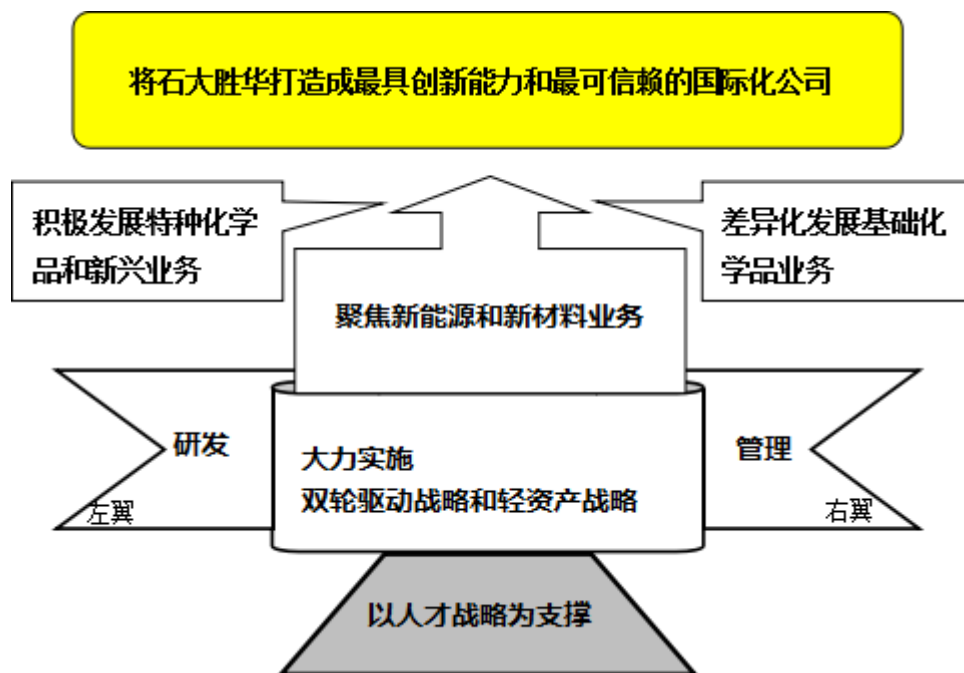 将石大胜华打造成最具创新能力和最可信赖的国际化公司
积极发展特种化学
品和新兴业务
差异化发展基础化
学品业务
聚焦新能源和新材料业务
研发
左翼
大力实施
双轮驱动战略和轻资产战略
管理
右翼
以人才战略为支撑